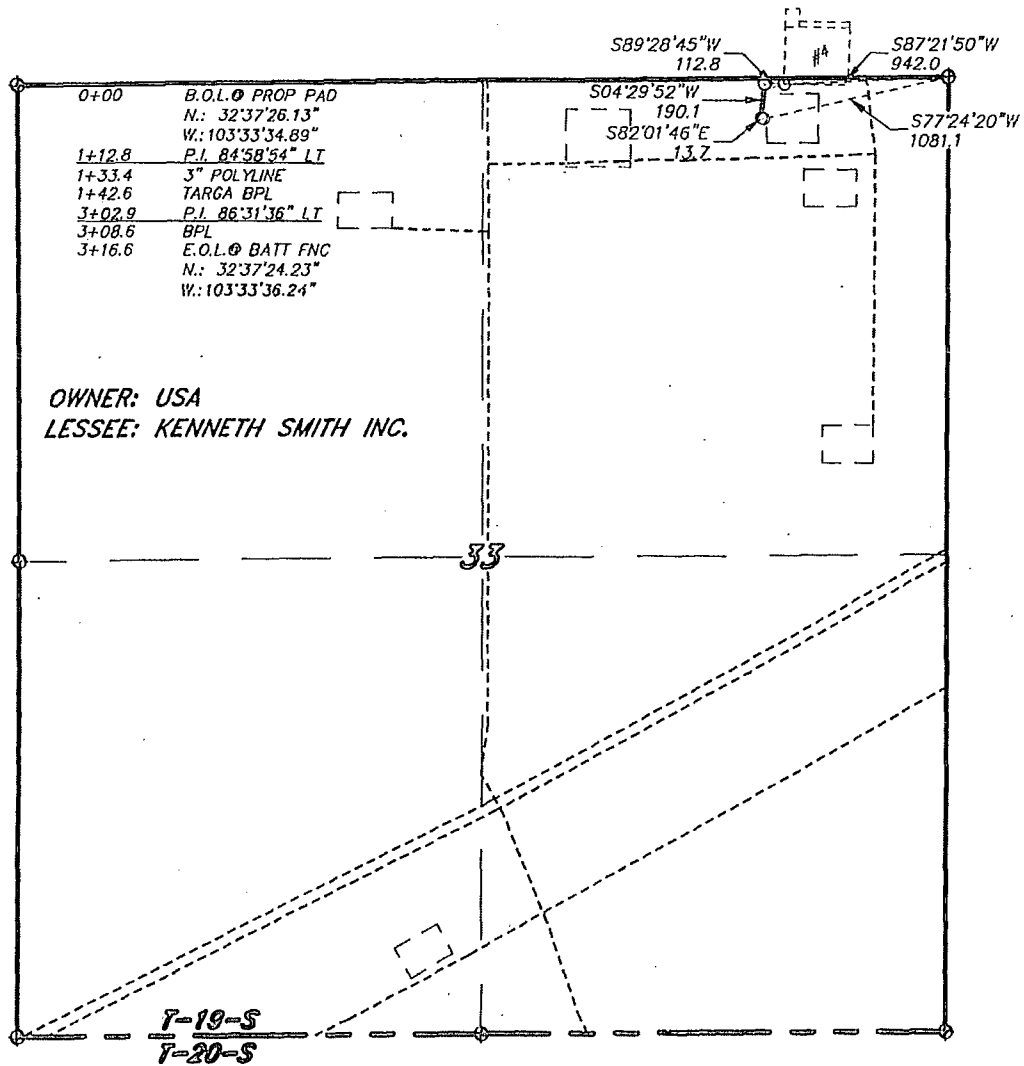 #4
S89°28'45"W
112.8
S87°21'50"W
942.0
S04°29'52"W
190.1
S82°01'46"E
13.7
S77°24'20"W
1081.1
0+00 B.O.L.@ PROP PAD
N.: 32°37'26.13"
W.: 103°33'34.89"
1+12.8 P.I. 84°58'54" LT
1+33.4 3" POLYLINE
1+42.6 TARGA BPL
3+02.9 P.I. 86°31'36" LT
3+08.6 BPL
3+16.6 E.O.L.@ BATT FNC
N.: 32°37'24.23"
W.: 103°33'36.24"
OWNER: USA
LESSEE: KENNETH SMITH INC.
33
T-19-S
T-20-S